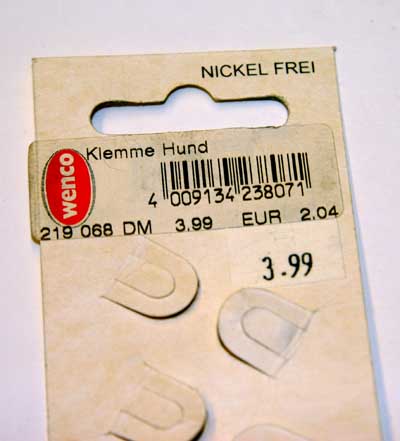 NICKEL FREI
wenco
Klemme Hund
4 009134 238071
219 068 DM 3.99 EUR 2.04
3.99